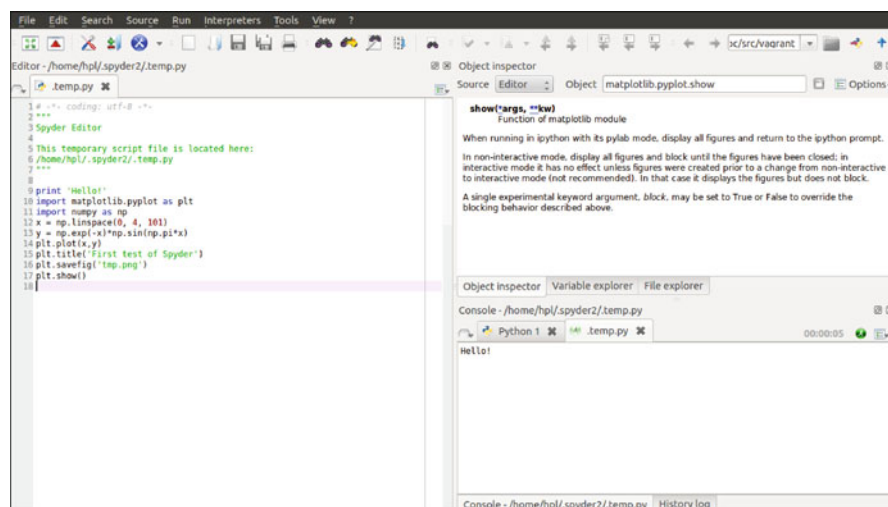 File Edit Search Source Run Interpreters Tools View ?
Editor - /home/hpl/.spyder2/.temp.py
.temp.py
1 # -*- coding: utf-8 -*-
2 """
3 Spyder Editor
4
5 This temporary script file is located here:
6 /home/hpl/.spyder2/.temp.py
7 """
8
9 print 'Hello!'
10 import matplotlib.pyplot as plt
11 import numpy as np
12 x = np.linspace(0, 4, 101)
13 y = np.exp(-x)*np.sin(np.pi*x)
14 plt.plot(x,y)
15 plt.title('First test of Spyder')
16 plt.savefig('tmp.png')
17 plt.show()
18
c/src/vagrant
Object inspector
Source Editor Object matplotlib.pyplot.show Options
show(*args, **kw)
Function of matplotlib module
When running in ipython with its pylab mode, display all figures and return to the ipython prompt.
In non-interactive mode, display all figures and block until the figures have been closed; in
interactive mode it has no effect unless figures were created prior to a change from non-interactive
to interactive mode (not recommended). In that case it displays the figures but does not block.
A single experimental keyword argument, block, may be set to True or False to override the
blocking behavior described above.
Object inspector Variable explorer File explorer
Console - /home/hpl/.spyder2/.temp.py
Python 1 .temp.py 00:00:05
Hello!
Console - /home/hpl/.spyder2/.temp.py History log